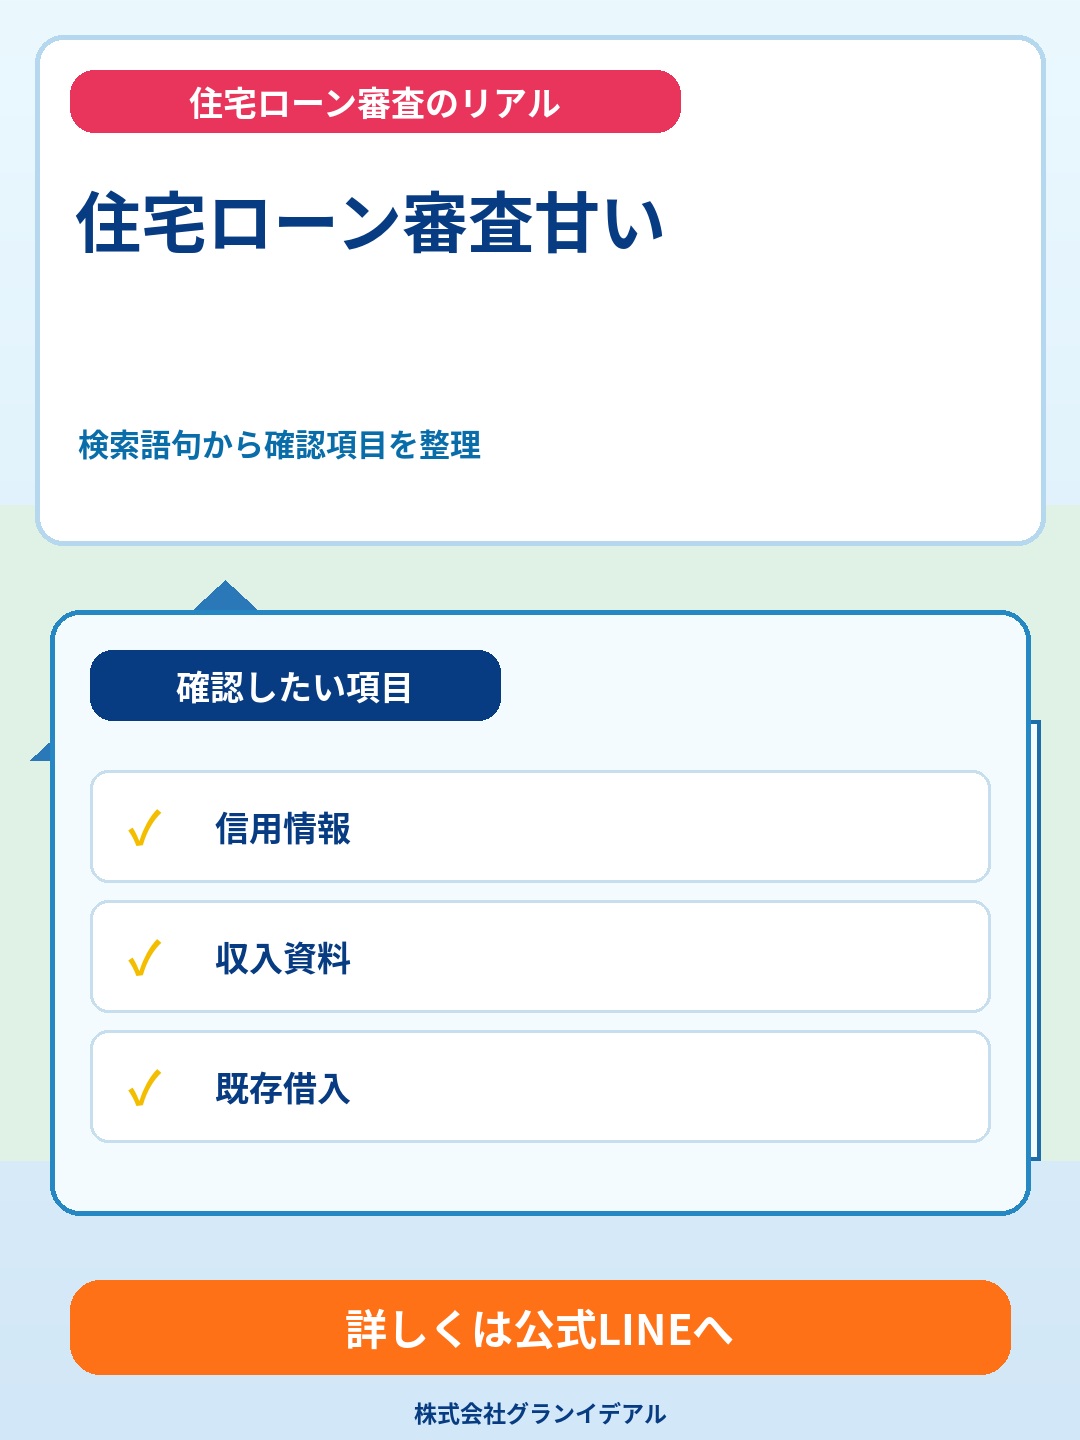 住宅ローン審査のリアル
住宅ローン審査甘い
検索語句から確認項目を整理
確認したい項目
✓ 信用情報
✓ 収入資料
✓ 既存借入
詳しくは公式LINEへ
株式会社グランイデアル